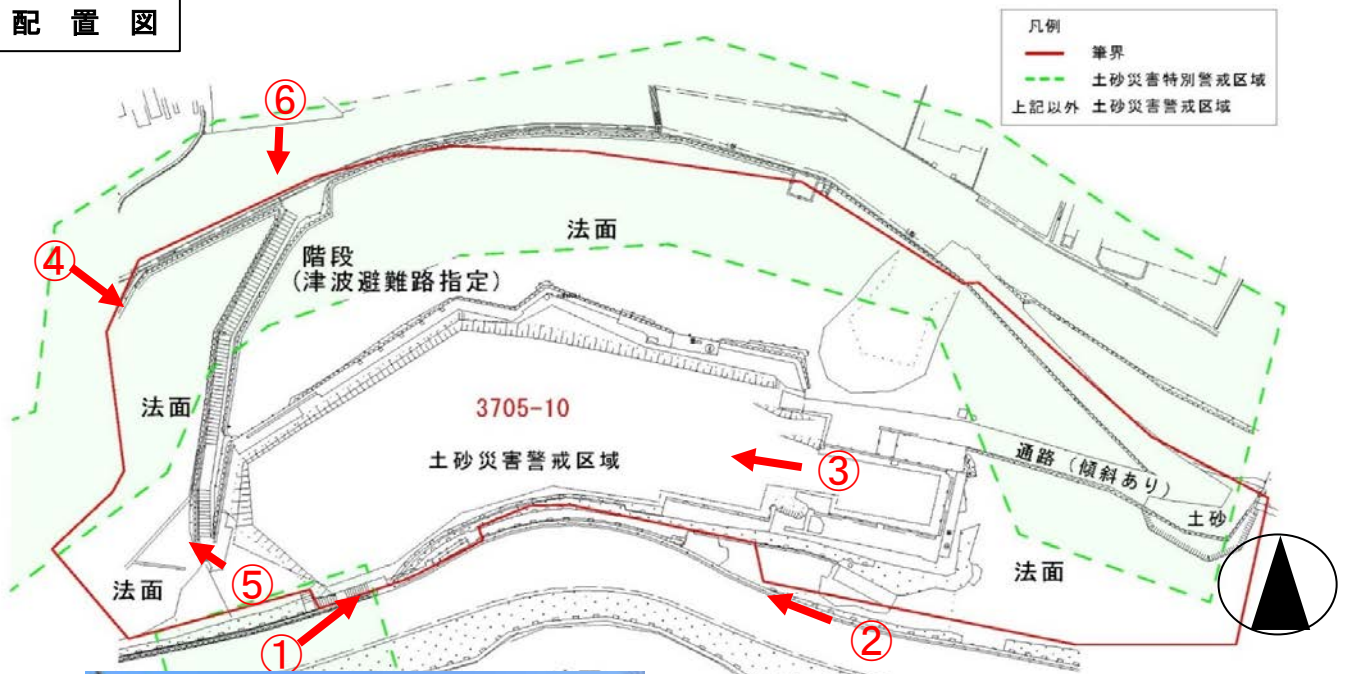 配置図
凡例
筆界
土砂災害特別警戒区域
上記以外 土砂災害警戒区域
⑥
法面
④
階段
(津波避難路指定)
法面
3705-10
土砂災害警戒区域
③
通路(傾斜あり)
土砂
法面
法面
⑤
①
②